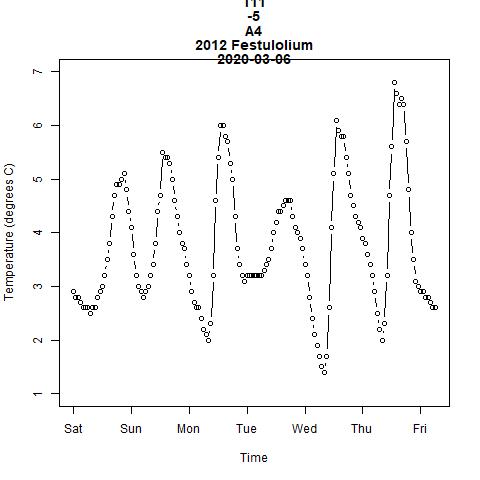 T11
-5
A4
2012 Festulolium
2020-03-06
Temperature (degrees C)
7
6
5
4
3
2
1
Sat Sun Mon Tue Wed Thu Fri
Time